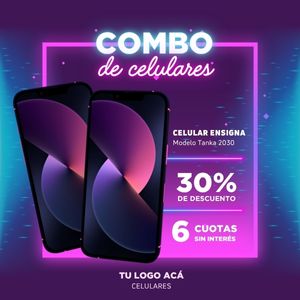 COMBO
de celulares
CELULAR ENSIGNA
Modelo Tanka 2030
30%
DE DESCUENTO
6 CUOTAS
SIN INTERÉS
TU LOGO ACÁ
CELULARES